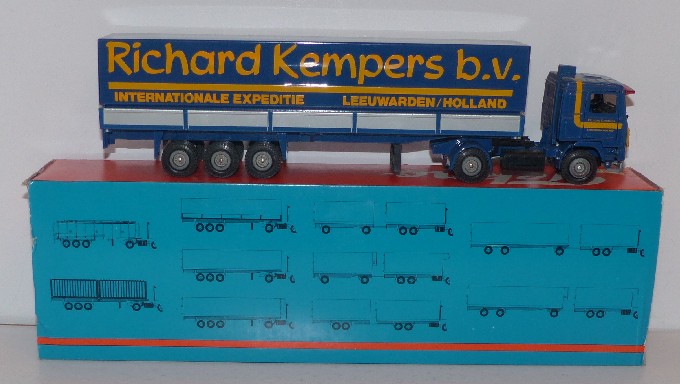 Richard Kempers b.v.
INTERNATIONALE EXPEDITIE LEEUWARDEN/HOLLAND